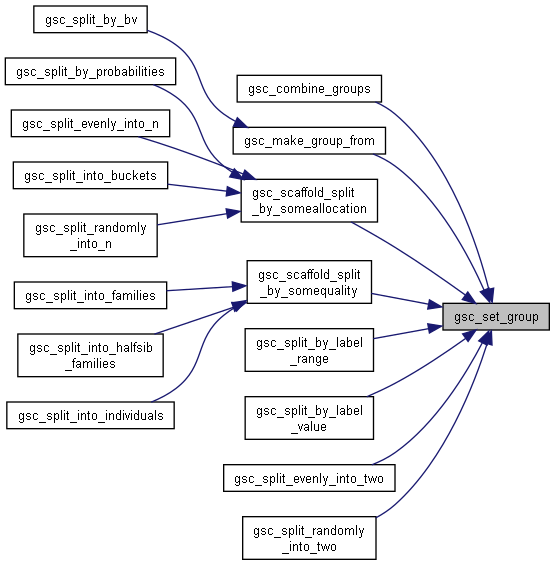 gsc_split_by_bv
gsc_split_by_probabilities
gsc_split_evenly_into_n
gsc_split_into_buckets
gsc_split_randomly
_into_n
gsc_split_into_families
gsc_split_into_halfsib
_families
gsc_split_into_individuals
gsc_combine_groups
gsc_make_group_from
gsc_scaffold_split
_by_someallocation
gsc_scaffold_split
_by_somequality
gsc_split_by_label
_range
gsc_split_by_label
_value
gsc_split_evenly_into_two
gsc_split_randomly
_into_two
gsc_set_group